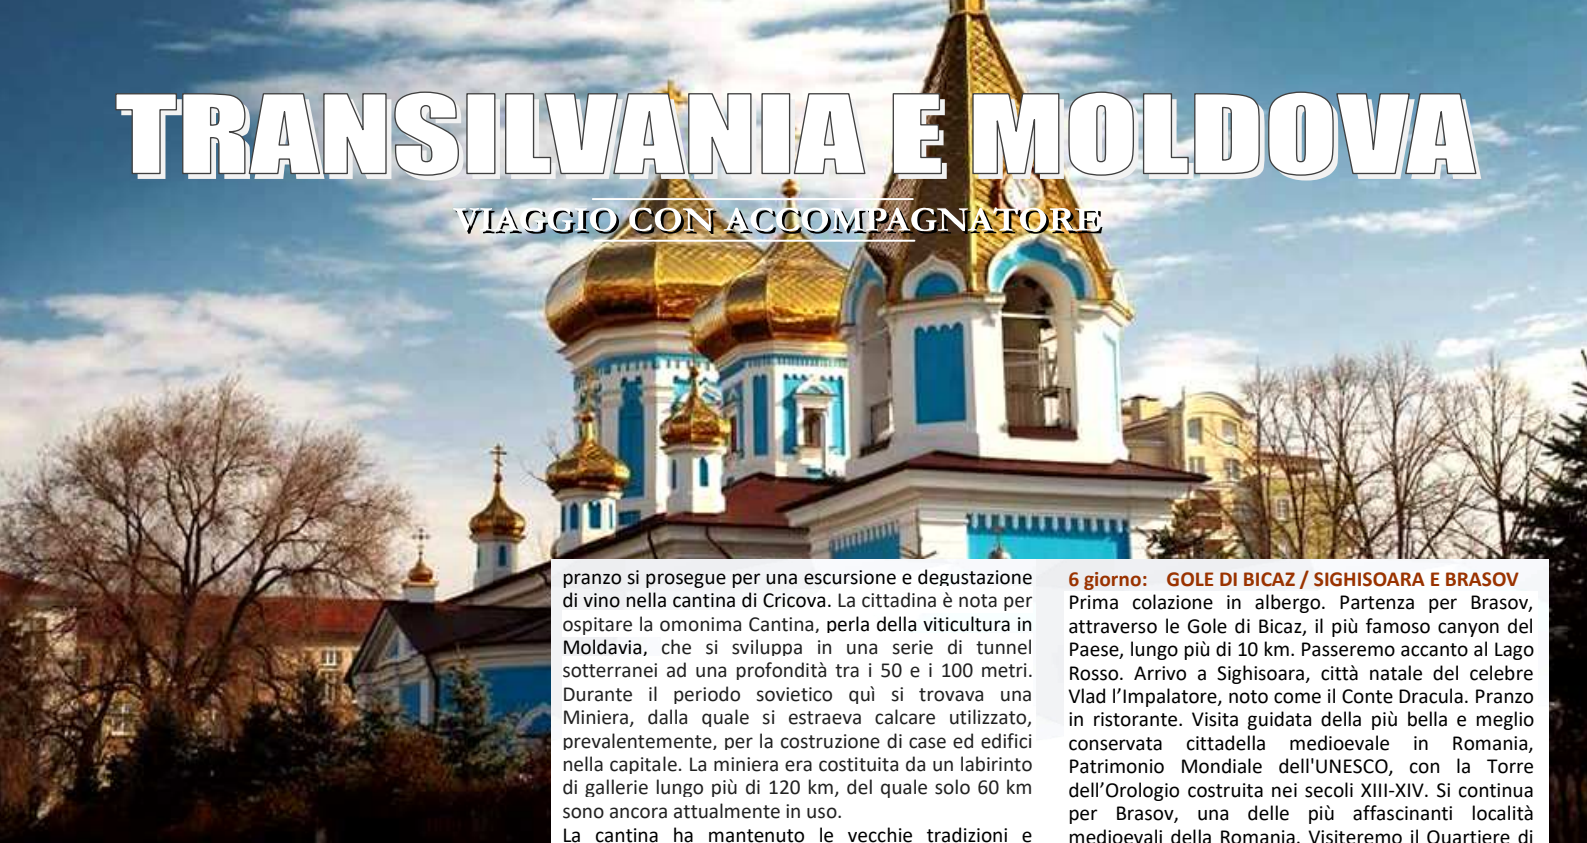 TRANSILVANIA E MOLDOVA
VIAGGIO CON ACCOMPAGNATORE
pranzo si prosegue per una escursione e degustazione
di vino nella cantina di Cricova. La cittadina è nota per
ospitare la omonima Cantina, perla della viticultura in
Moldavia, che si sviluppa in una serie di tunnel
sotterranei ad una profondità tra i 50 e i 100 metri.
Durante il periodo sovietico quì si trovava una
Miniera, dalla quale si estraeva calcare utilizzato,
prevalentemente, per la costruzione di case ed edifici
nella capitale. La miniera era costituita da un labirinto
di gallerie lungo più di 120 km, del quale solo 60 km
sono ancora attualmente in uso.
La cantina ha mantenuto le vecchie tradizioni e
6 giorno: GOLE DI BICAZ / SIGHISOARA E BRASOV
Prima colazione in albergo. Partenza per Brasov,
attraverso le Gole di Bicaz, il più famoso canyon del
Paese, lungo più di 10 km. Passeremo accanto al Lago
Rosso. Arrivo a Sighisoara, città natale del celebre
Vlad l’Impalatore, noto come il Conte Dracula. Pranzo
in ristorante. Visita guidata della più bella e meglio
conservata cittadella medioevale in Romania,
Patrimonio Mondiale dell'UNESCO, con la Torre
dell’Orologio costruita nei secoli XIII-XIV. Si continua
per Brasov, una delle più affascinanti località
medioevali della Romania. Visiteremo il Quartiere di